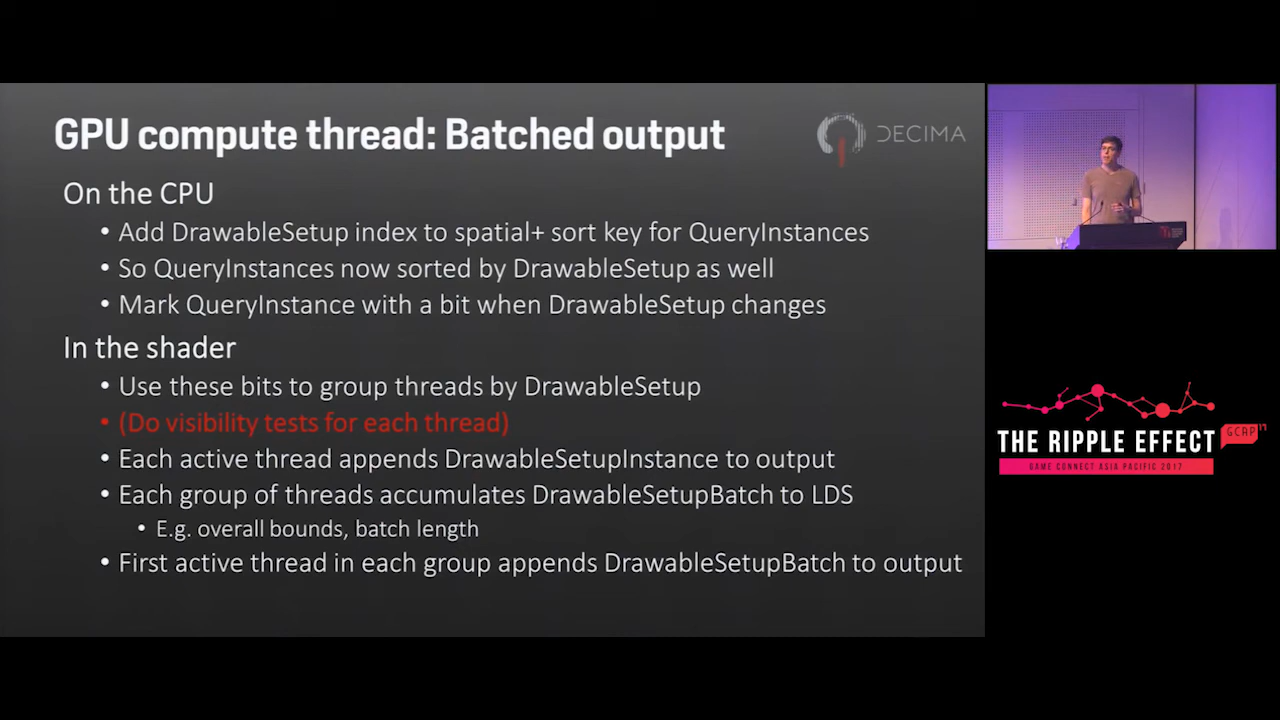 GPU compute thread: Batched output
DECIMA
On the CPU
• Add DrawableSetup index to spatial+ sort key for QueryInstances
• So QueryInstances now sorted by DrawableSetup as well
• Mark QueryInstance with a bit when DrawableSetup changes
In the shader
• Use these bits to group threads by DrawableSetup
• (Do visibility tests for each thread)
• Each active thread appends DrawableSetupInstance to output
• Each group of threads accumulates DrawableSetupBatch to LDS
• E.g. overall bounds, batch length
• First active thread in each group appends DrawableSetupBatch to output
THE RIPPLE EFFECT
GCAP 17
GAME CONNECT ASIA PACIFIC 2017